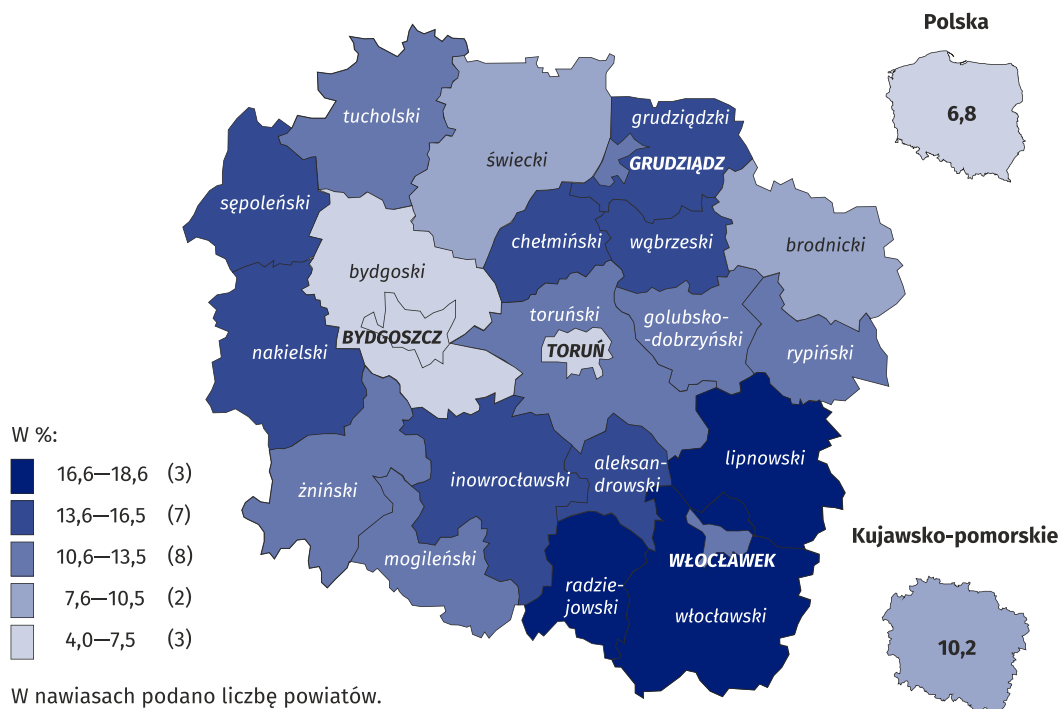 Polska
6,8
tucholski
grudziądzki
świecki
GRUDZIĄDZ
sępoleński
chełmiński
wąbrzeski
brodnicki
bydgoski
toruński
golubsko-
-dobrzyński
BYDGOSZCZ
TORUŃ
nakielski
rypiński
W %:
16,6—18,6 (3)
13,6—16,5 (7)
10,6—13,5 (8)
7,6—10,5 (2)
4,0—7,5 (3)
lipnowski
aleksan-
drowski
inowrocławski
żniński
Kujawsko-pomorskie
mogileński
WŁOCŁAWEK
radzie-
jowski
włocławski
10,2
W nawiasach podano liczbę powiatów.